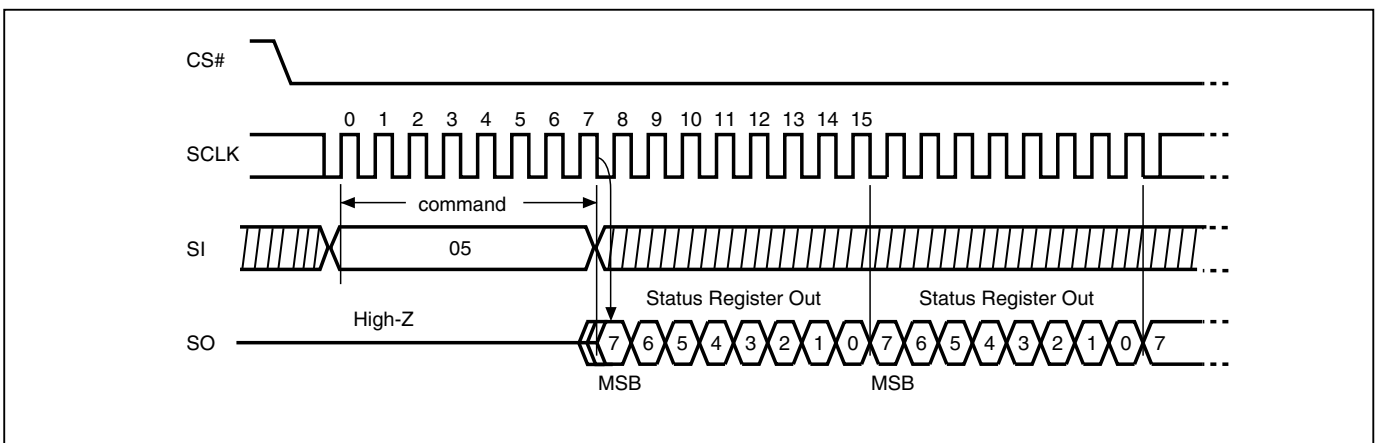 CS#
0 1 2 3 4 5 6 7 8 9 10 11 12 13 14 15
SCLK
command
SI
05
Status Register Out Status Register Out
High-Z
SO
7 6 5 4 3 2 1 0 7 6 5 4 3 2 1 0 7
MSB MSB